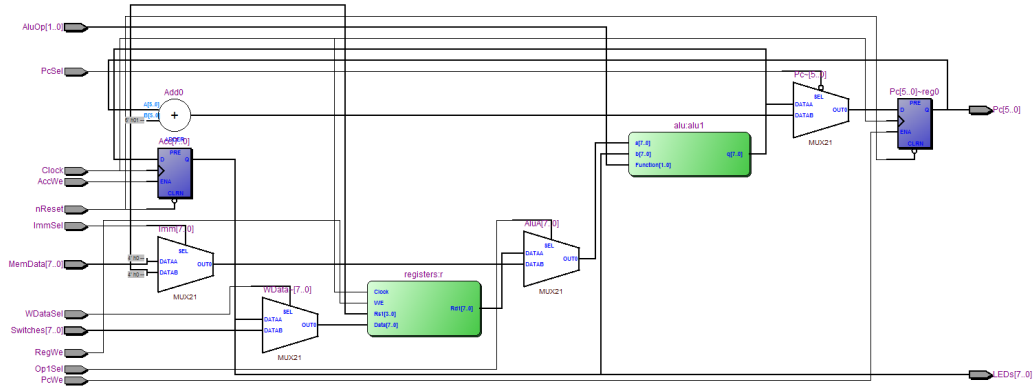 AluOp[1..0]
PcSel
Clock
AccWe
nReset
ImmSel
MemData[7..0]
WDataSel
Switches[7..0]
RegWe
Op1Sel
PcWe
Add0
A[5..0]
B[5..0]
+
ADDER
Acc[7..0]
PRE
D
Q
ENA
CLRN
Imm[7..0]
SEL
DATAA
DATAB
OUT0
MUX21
WData~[7..0]
SEL
DATAA
DATAB
OUT0
MUX21
registers:r
Clock
WE
Rs1[3..0]
Data[7..0]
Rd1[7..0]
AluA[7..0]
SEL
DATAA
DATAB
OUT0
MUX21
alu:alu1
a[7..0]
b[7..0]
Function[1..0]
q[7..0]
Pc~[5..0]
SEL
DATAA
DATAB
OUT0
MUX21
Pc[5..0]~reg0
PRE
D
Q
ENA
CLRN
Pc[5..0]
LEDs[7..0]